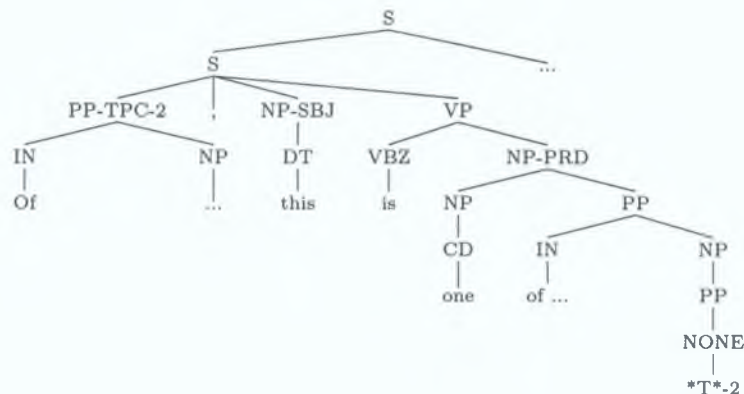 S
S ...
PP-TPC-2 , NP-SBJ VP
IN NP DT VBZ NP-PRD
Of ... this is NP PP
CD IN NP
one of ... PP
NONE
*T*-2